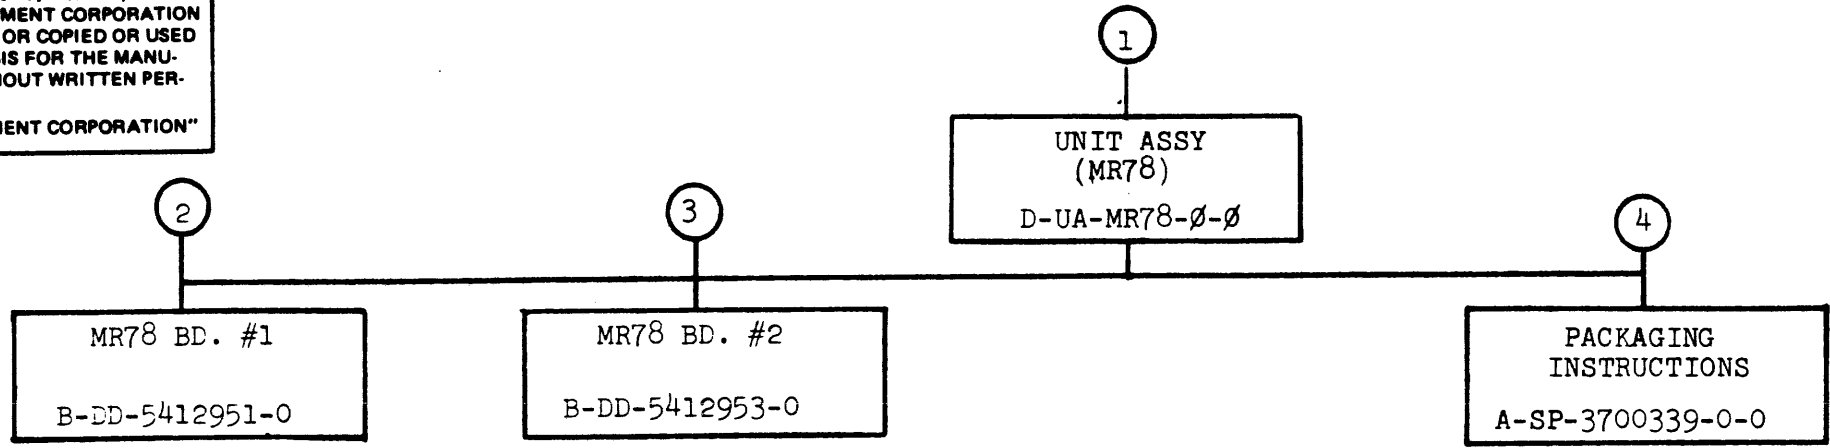 MENT CORPORATION
OR COPIED OR USED
IS FOR THE MANU-
OUT WRITTEN PER-
ENT CORPORATION"
1
UNIT ASSY
(MR78)
D-UA-MR78-Ø-Ø
2
3
4
MR78 BD. #1
B-DD-5412951-0
MR78 BD. #2
B-DD-5412953-0
PACKAGING
INSTRUCTIONS
A-SP-3700339-0-0